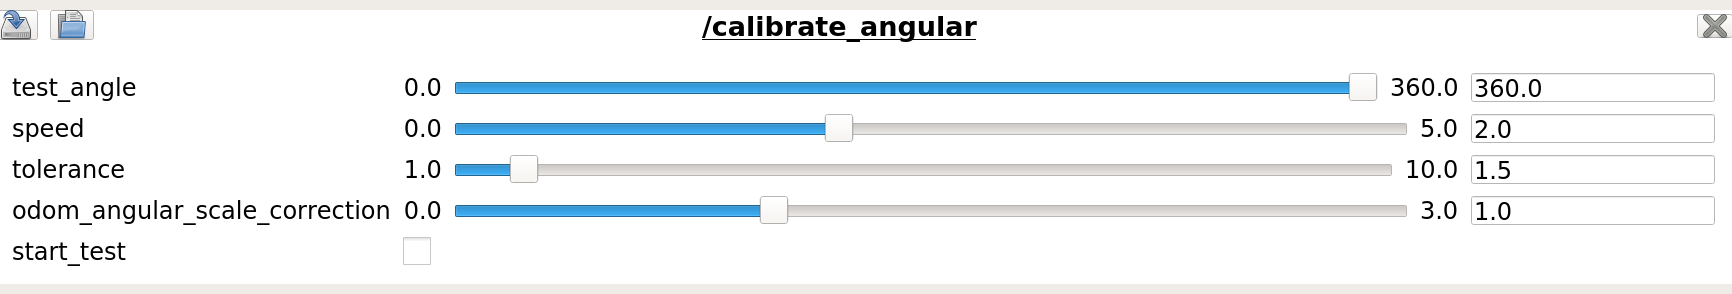 /calibrate_angular
test_angle 0.0 360.0 360.0
speed 0.0 5.0 2.0
tolerance 1.0 10.0 1.5
odom_angular_scale_correction 0.0 3.0 1.0
start_test